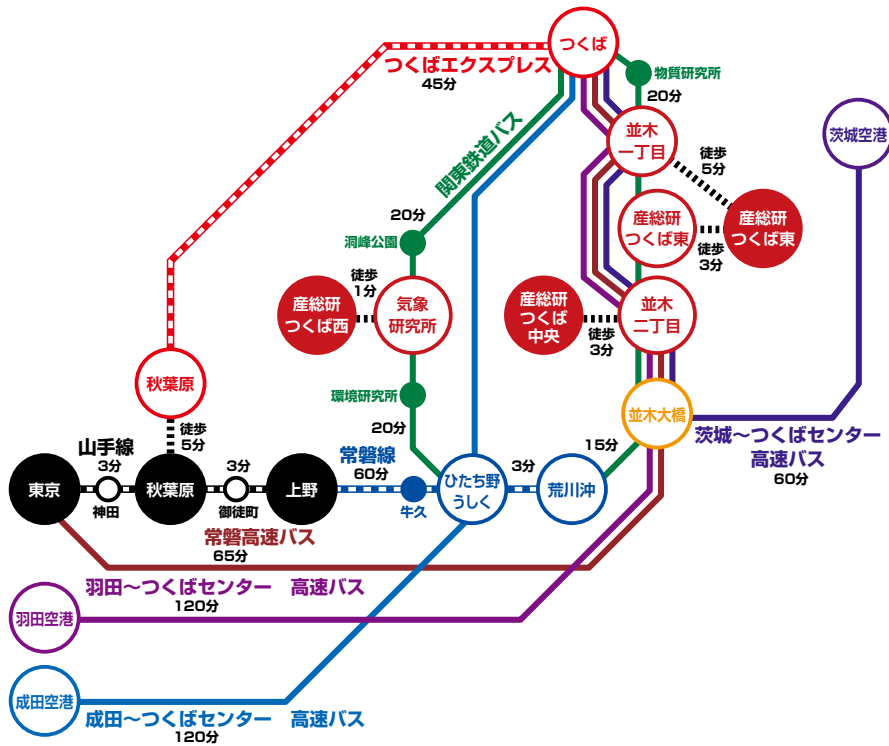 つくば
つくばエクスプレス
45分
物質研究所
20分
並木
一丁目
茨城空港
徒歩
5分
関東鉄道バス
20分
洞峰公園
産総研
つくば東
徒歩
3分
産総研
つくば東
徒歩
1分
産総研
つくば西
気象
研究所
産総研
つくば
中央
徒歩
3分
並木
二丁目
秋葉原
環境研究所
20分
並木大橋
茨城～つくばセンター
高速バス
60分
徒歩
5分
山手線
3分
3分
常磐線
60分
15分
3分
東京
神田
秋葉原
御徒町
上野
牛久
ひたち野
うしく
荒川沖
常磐高速バス
65分
羽田～つくばセンター 高速バス
120分
羽田空港
成田空港
成田～つくばセンター 高速バス
120分